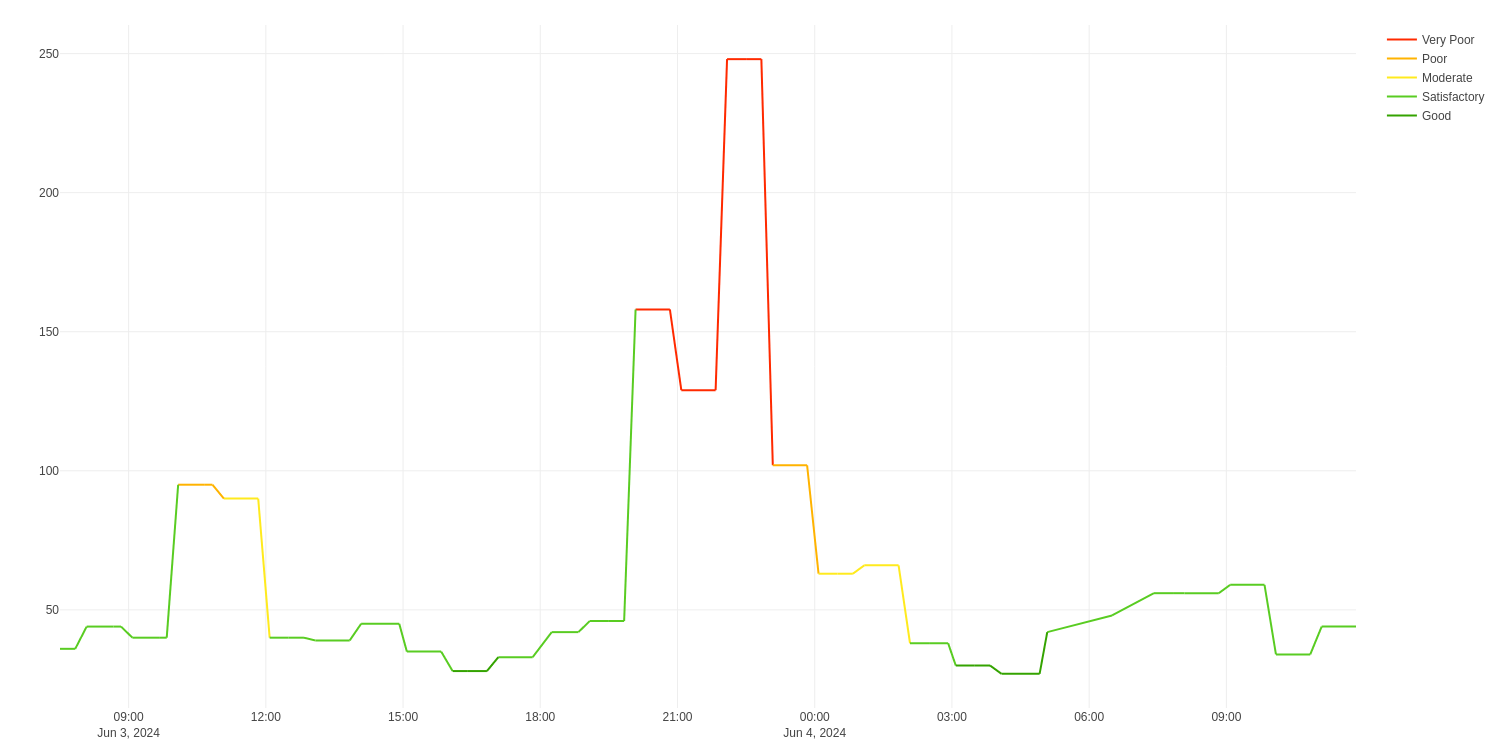 250
200
150
100
50
09:00
Jun 3, 2024
12:00
15:00
18:00
21:00
00:00
Jun 4, 2024
03:00
06:00
09:00
Very Poor
Poor
Moderate
Satisfactory
Good